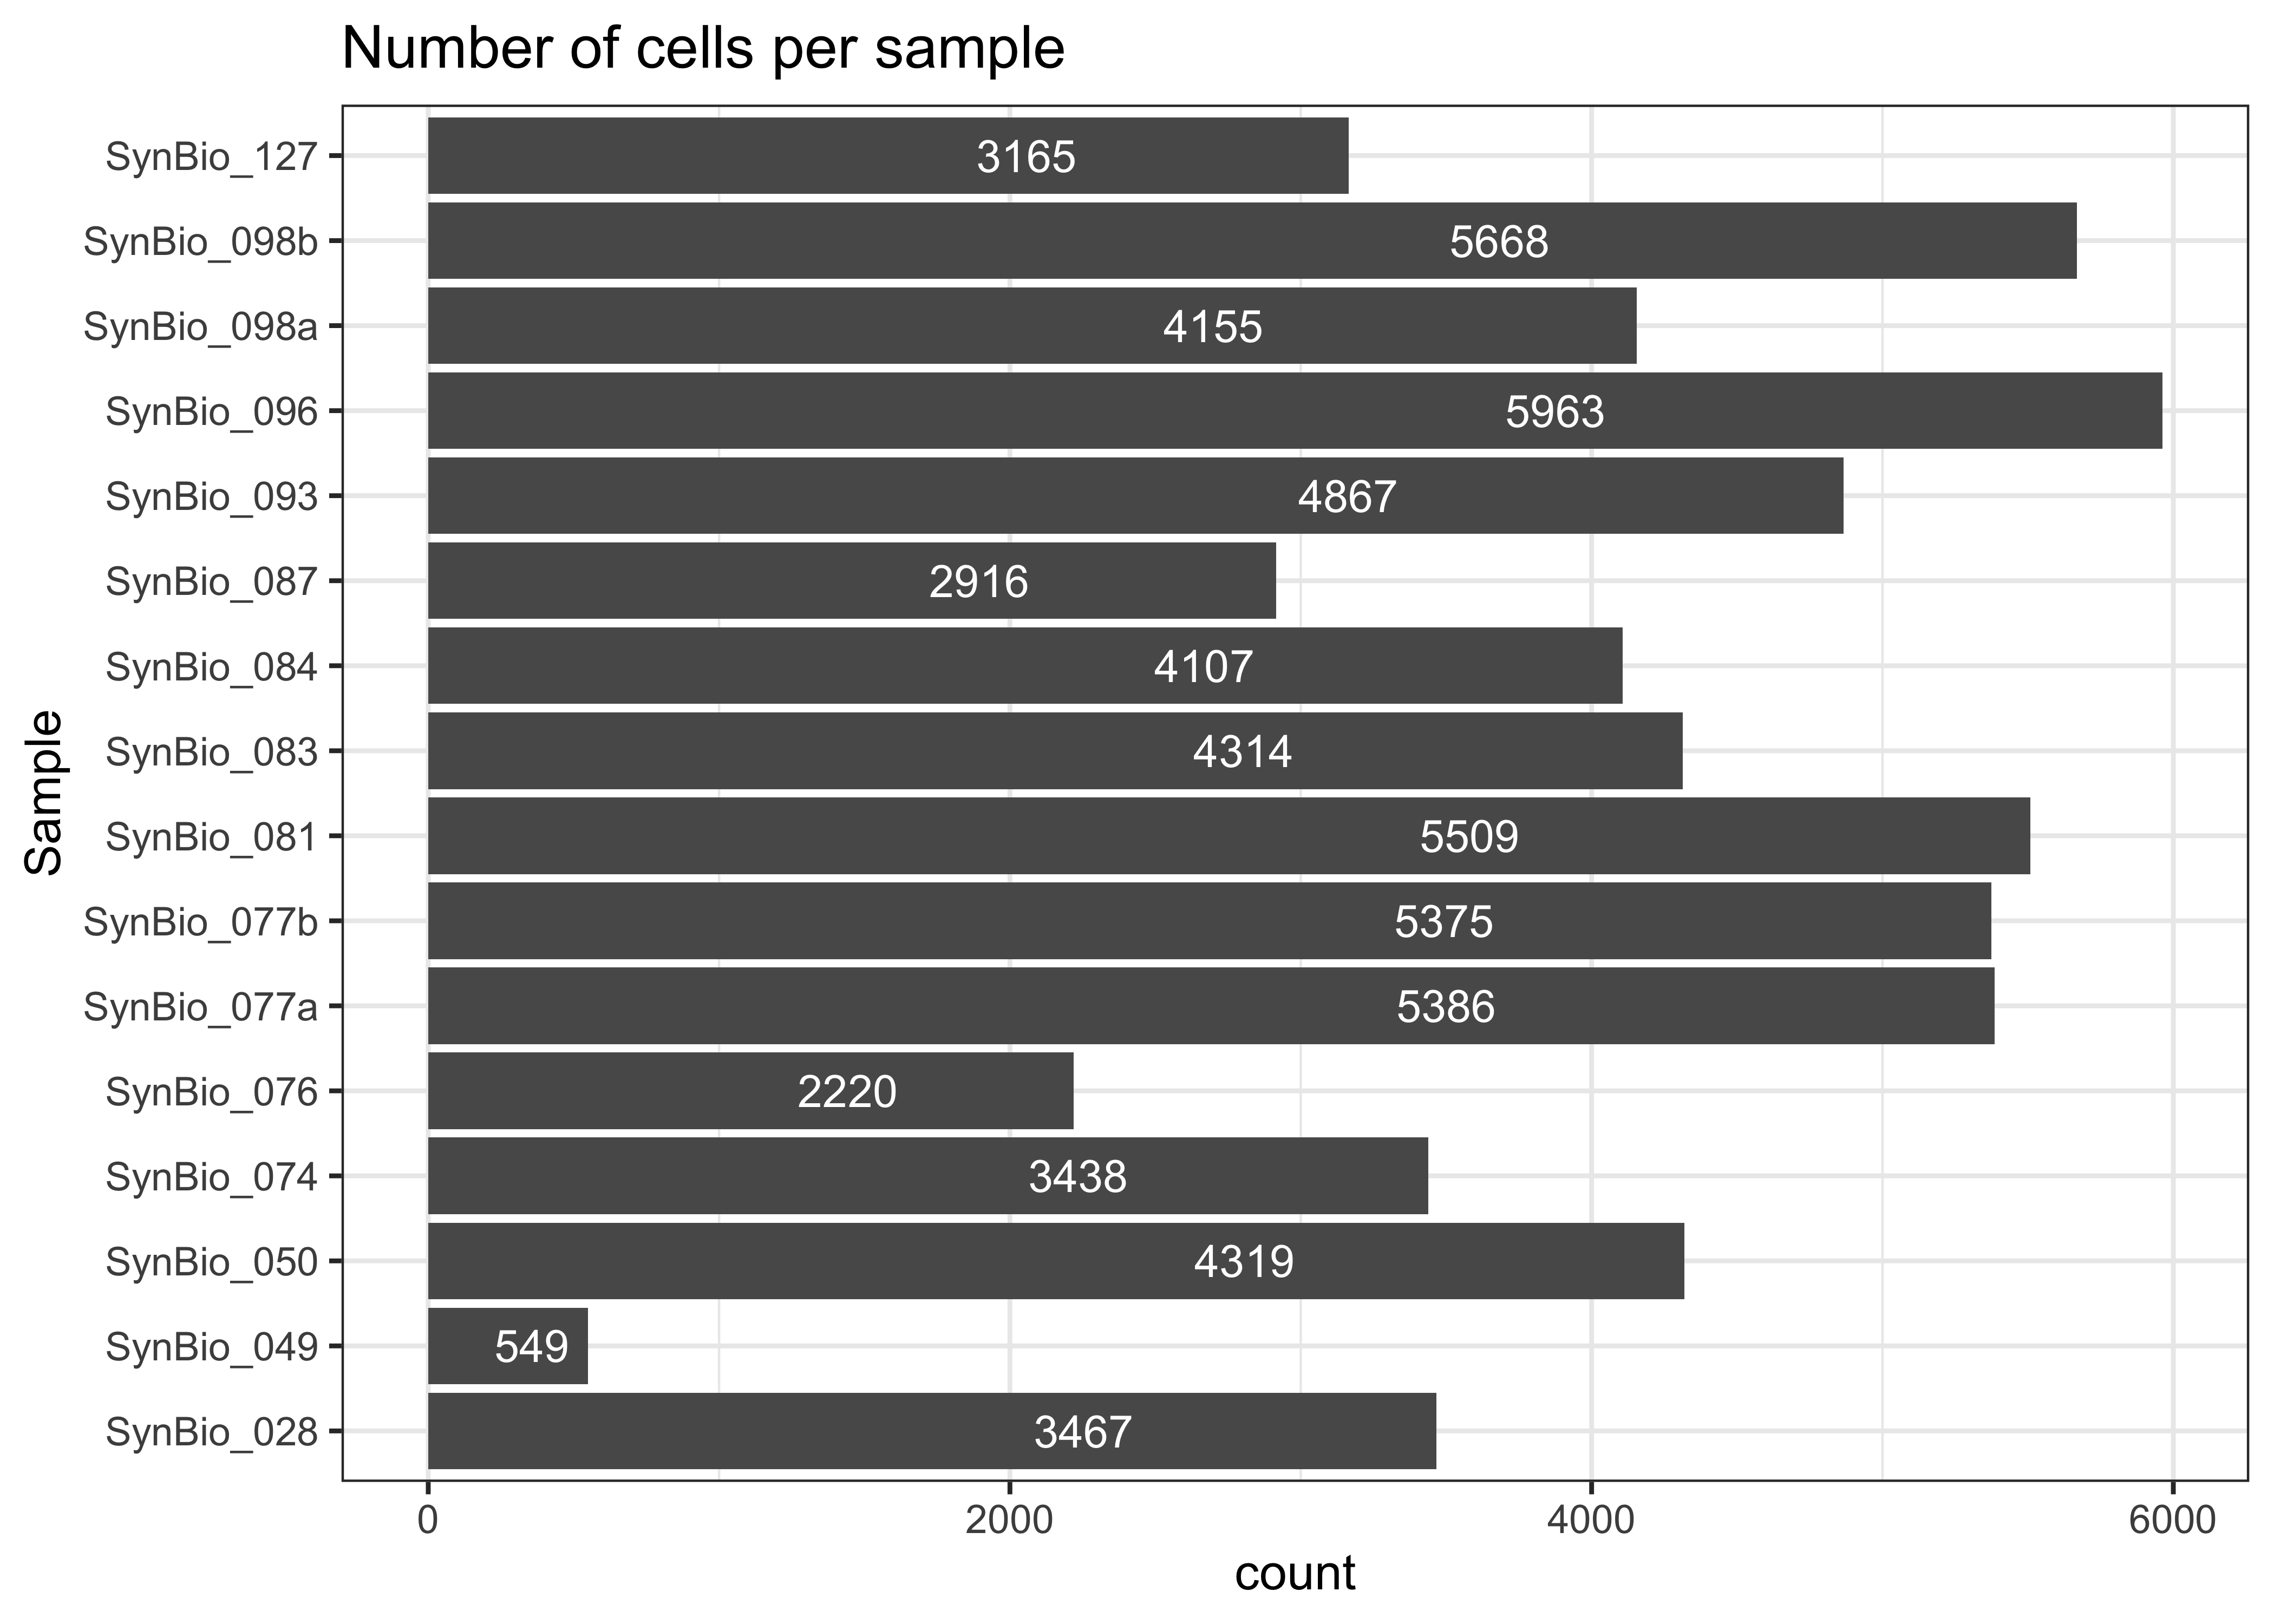 Number of cells per sample
Sample
SynBio_127 3165
SynBio_098b 5668
SynBio_098a 4155
SynBio_096 5963
SynBio_093 4867
SynBio_087 2916
SynBio_084 4107
SynBio_083 4314
SynBio_081 5509
SynBio_077b 5375
SynBio_077a 5386
SynBio_076 2220
SynBio_074 3438
SynBio_050 4319
SynBio_049 549
SynBio_028 3467
0 2000 4000 6000
count